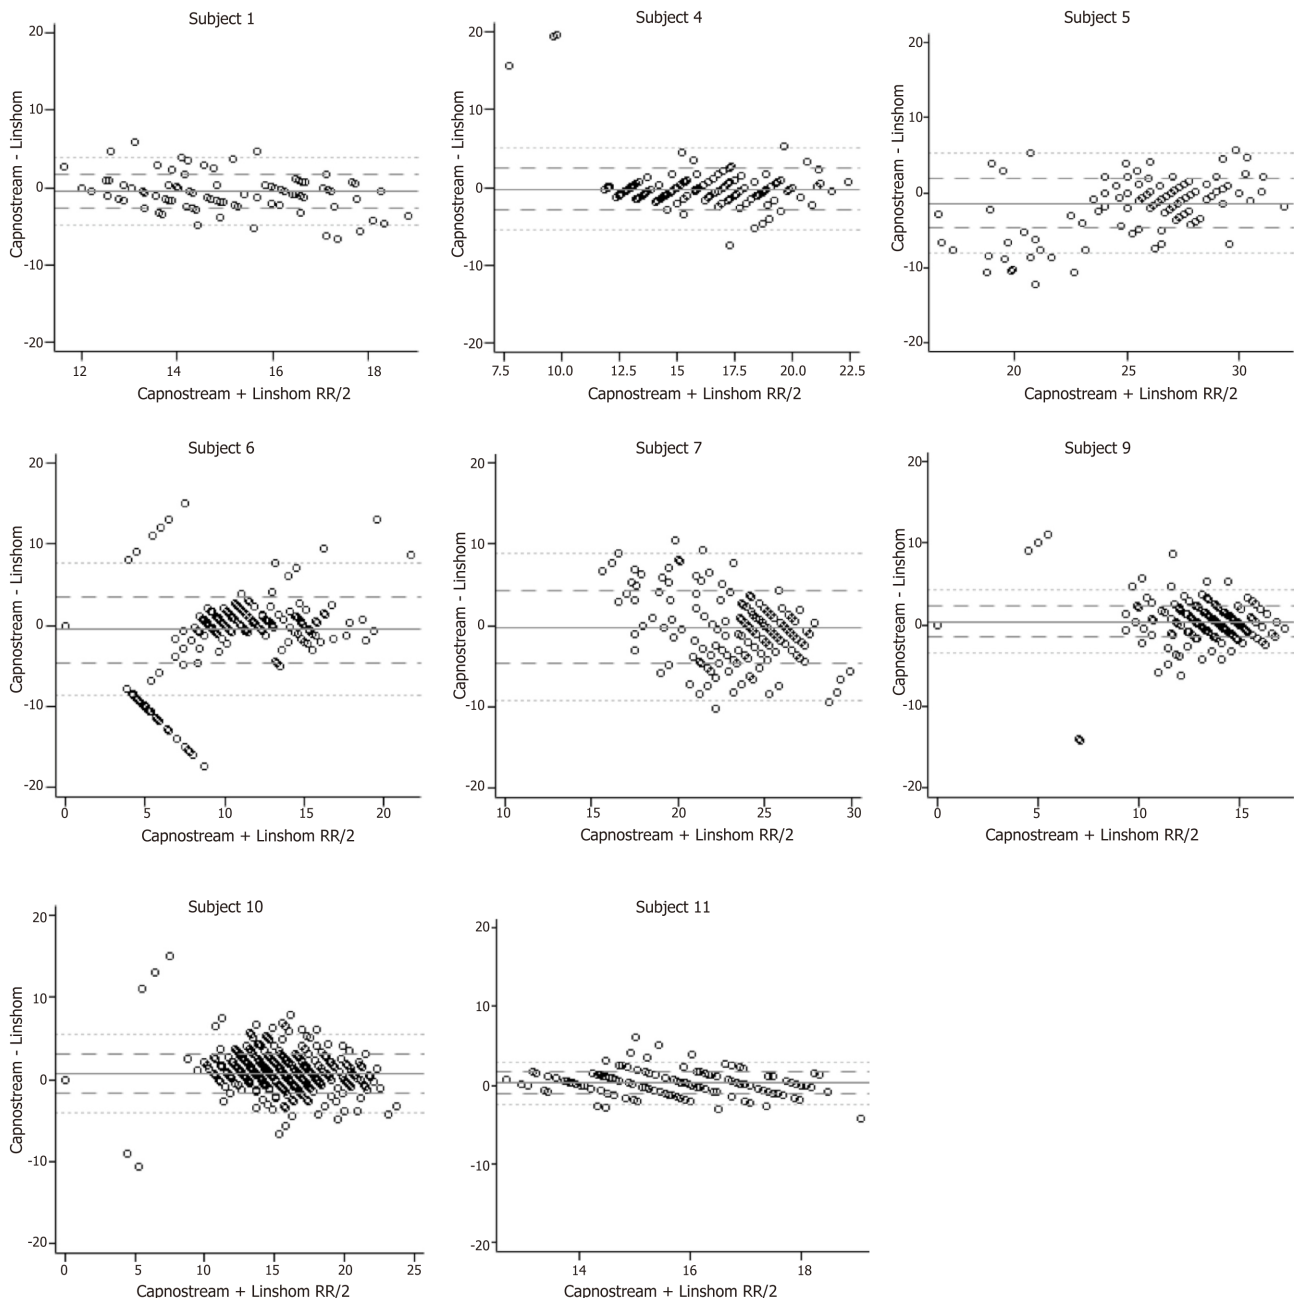 Subject 1
20
10
0
-10
-20
Capnostream - Linshom
12 14 16 18
Capnostream + Linshom RR/2
Subject 4
20
10
0
-10
-20
Capnostream - Linshom
7.5 10.0 12.5 15.0 17.5 20.0 22.5
Capnostream + Linshom RR/2
Subject 5
20
10
0
-10
-20
Capnostream - Linshom
20 25 30
Capnostream + Linshom RR/2
Subject 6
20
10
0
-10
-20
Capnostream - Linshom
0 5 10 15 20
Capnostream + Linshom RR/2
Subject 7
20
10
0
-10
-20
Capnostream - Linshom
10 15 20 25 30
Capnostream + Linshom RR/2
Subject 9
20
10
0
-10
-20
Capnostream - Linshom
0 5 10 15
Capnostream + Linshom RR/2
Subject 10
20
10
0
-10
-20
Capnostream - Linshom
0 5 10 15 20 25
Capnostream + Linshom RR/2
Subject 11
20
10
0
-10
-20
Capnostream - Linshom
14 16 18
Capnostream + Linshom RR/2